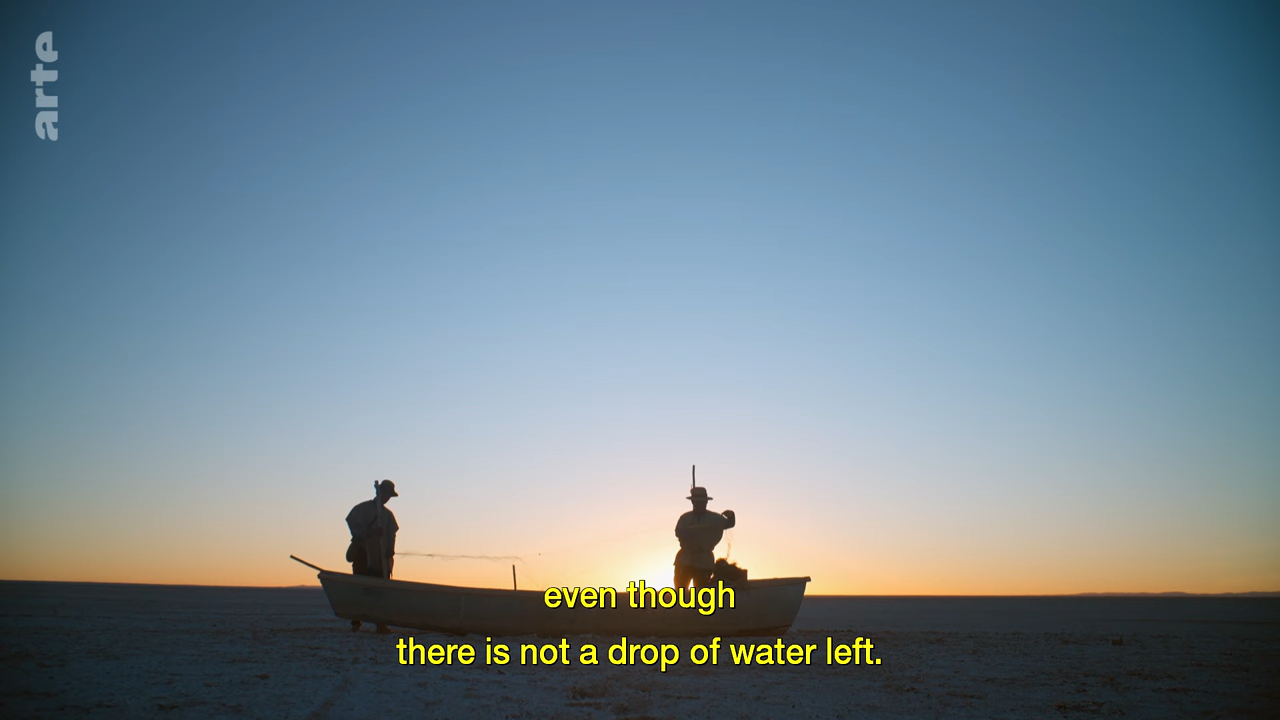 arte
even though
there is not a drop of water left.